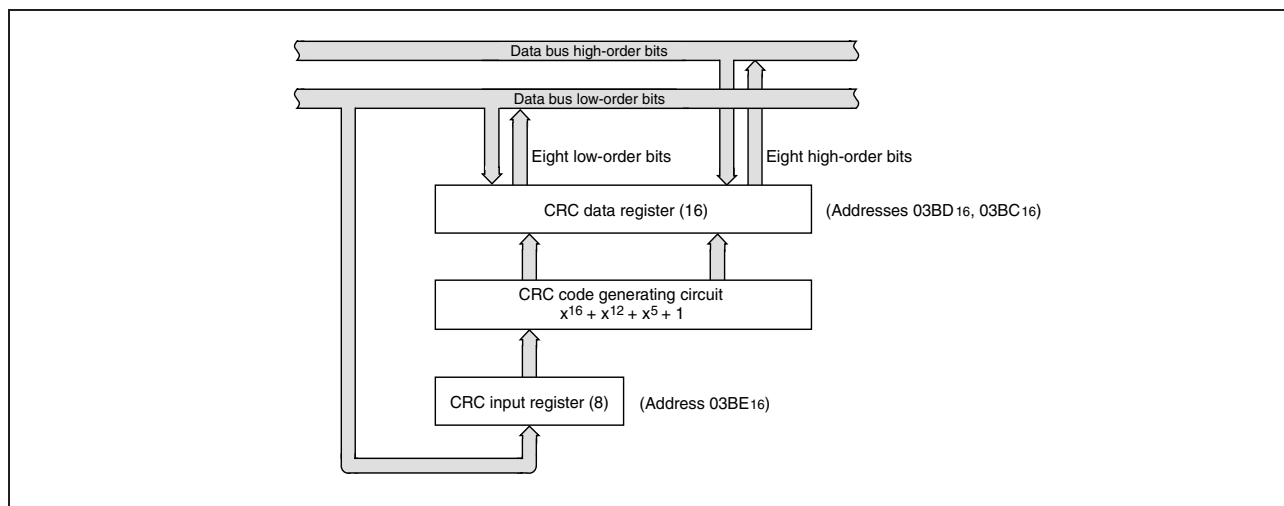 Data bus high-order bits
Data bus low-order bits
Eight low-order bits
Eight high-order bits
CRC data register (16)
(Addresses 03BD16, 03BC16)
CRC code generating circuit
x16 + x12 + x5 + 1
CRC input register (8)
(Address 03BE16)